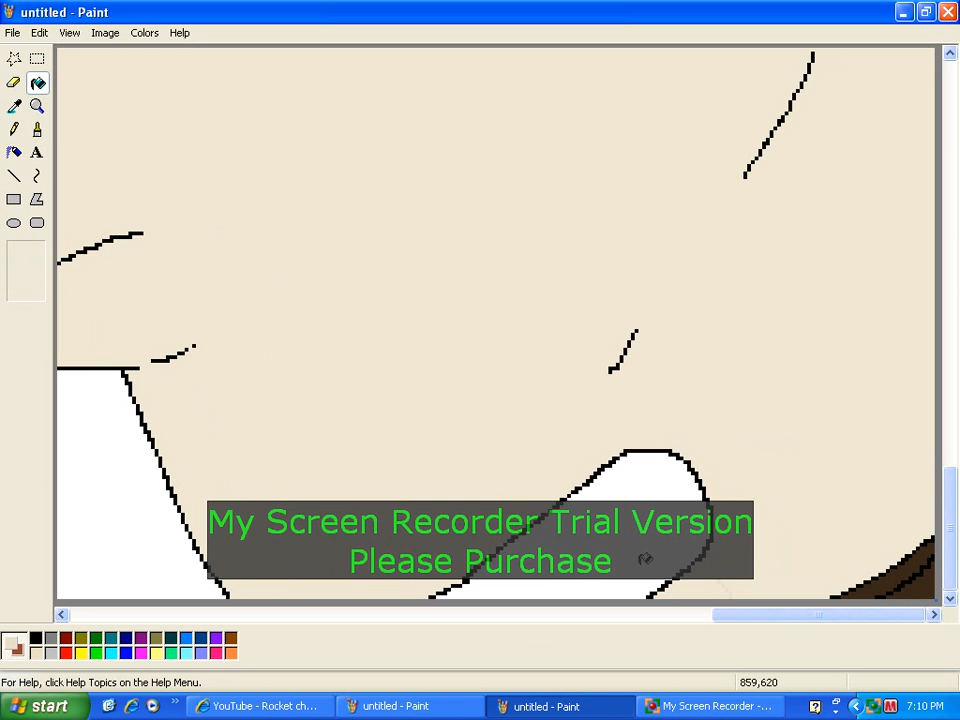 untitled - Paint
File Edit View Image Colors Help
A
My Screen Recorder Trial Version
Please Purchase
For Help, click Help Topics on the Help Menu.
859,620
start
YouTube - Rocket ch...
untitled - Paint
untitled - Paint
My Screen Recorder -...
7:10 PM